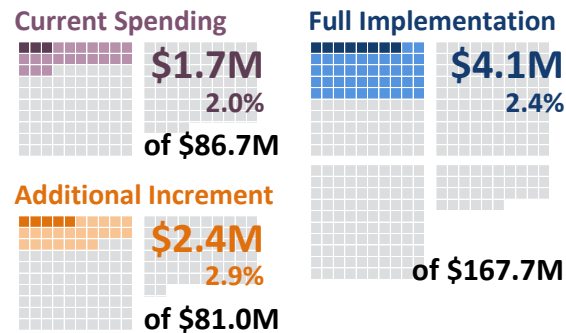 Current Spending
$1.7M
2.0%
of $86.7M
Additional Increment
$2.4M
2.9%
of $81.0M
Full Implementation
$4.1M
2.4%
of $167.7M